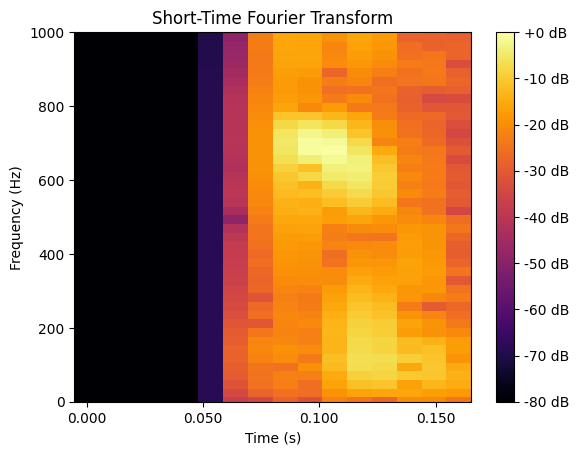 Short-Time Fourier Transform
1000
800
600
400
200
0
Frequency (Hz)
0.000
0.050
0.100
0.150
Time (s)
+0 dB
-10 dB
-20 dB
-30 dB
-40 dB
-50 dB
-60 dB
-70 dB
-80 dB